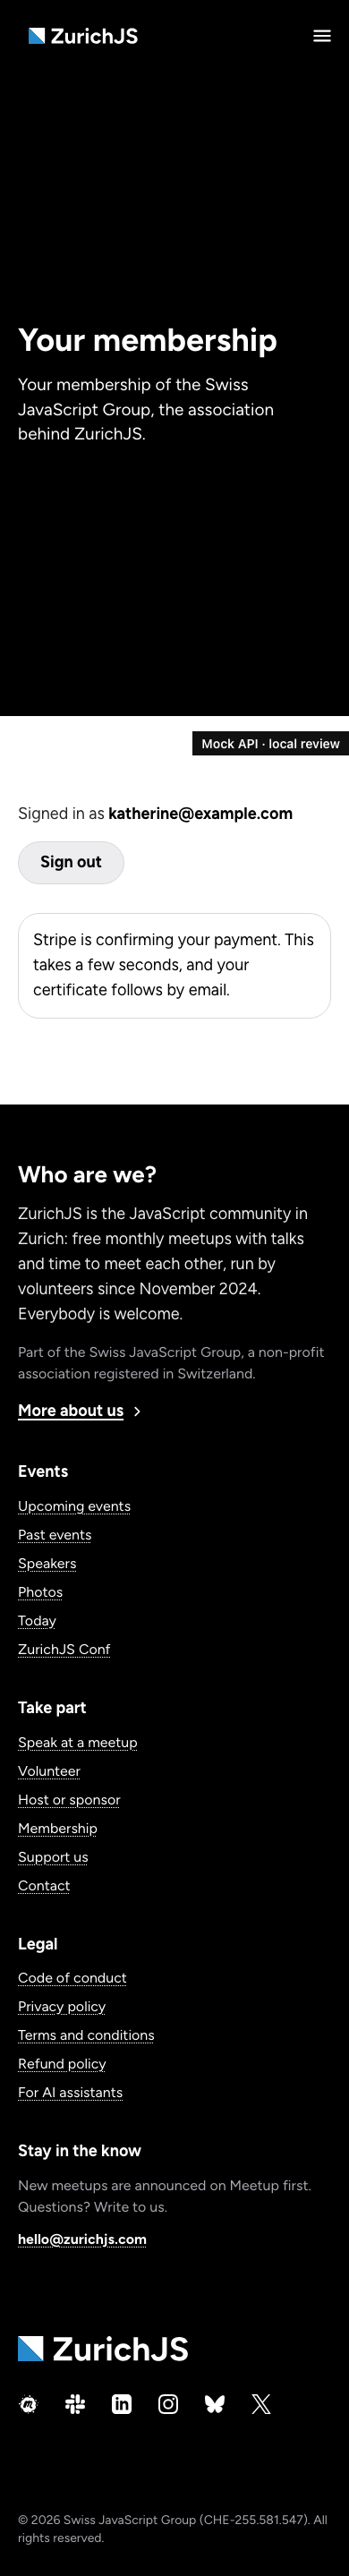 ZurichJS
Your membership
Your membership of the Swiss
JavaScript Group, the association
behind ZurichJS.
Mock API · local review
Signed in as katherine@example.com
Sign out
Stripe is confirming your payment. This
takes a few seconds, and your
certificate follows by email.
Who are we?
ZurichJS is the JavaScript community in
Zurich: free monthly meetups with talks
and time to meet each other, run by
volunteers since November 2024.
Everybody is welcome.
Part of the Swiss JavaScript Group, a non-profit
association registered in Switzerland.
More about us
Events
Upcoming events
Past events
Speakers
Photos
Today
ZurichJS Conf
Take part
Speak at a meetup
Volunteer
Host or sponsor
Membership
Support us
Contact
Legal
Code of conduct
Privacy policy
Terms and conditions
Refund policy
For AI assistants
Stay in the know
New meetups are announced on Meetup first.
Questions? Write to us.
hello@zurichjs.com
ZurichJS
© 2026 Swiss JavaScript Group (CHE-255.581.547). All
rights reserved.